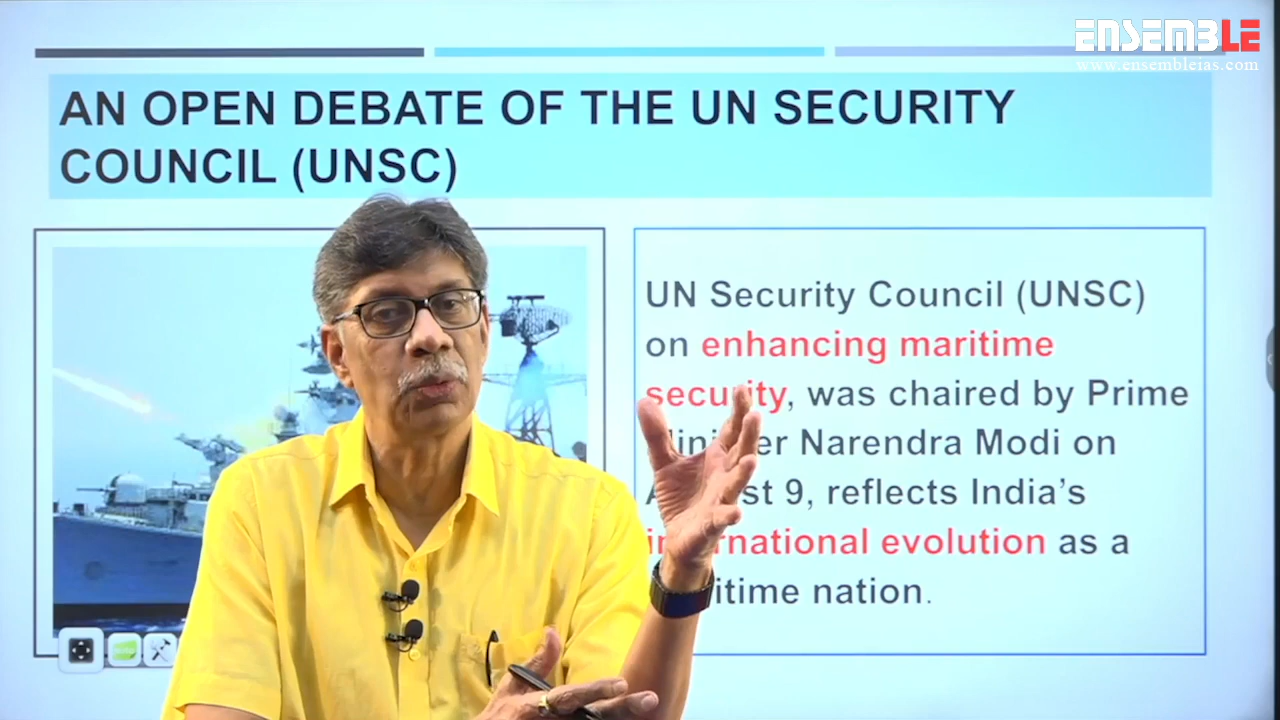 ENSEMBLE
www.ensembleias.com
AN OPEN DEBATE OF THE UN SECURITY
COUNCIL (UNSC)
UN Security Council (UNSC)
on enhancing maritime
security, was chaired by Prime
Narendra Modi on
9, reflects India's
evolution as a
nation.